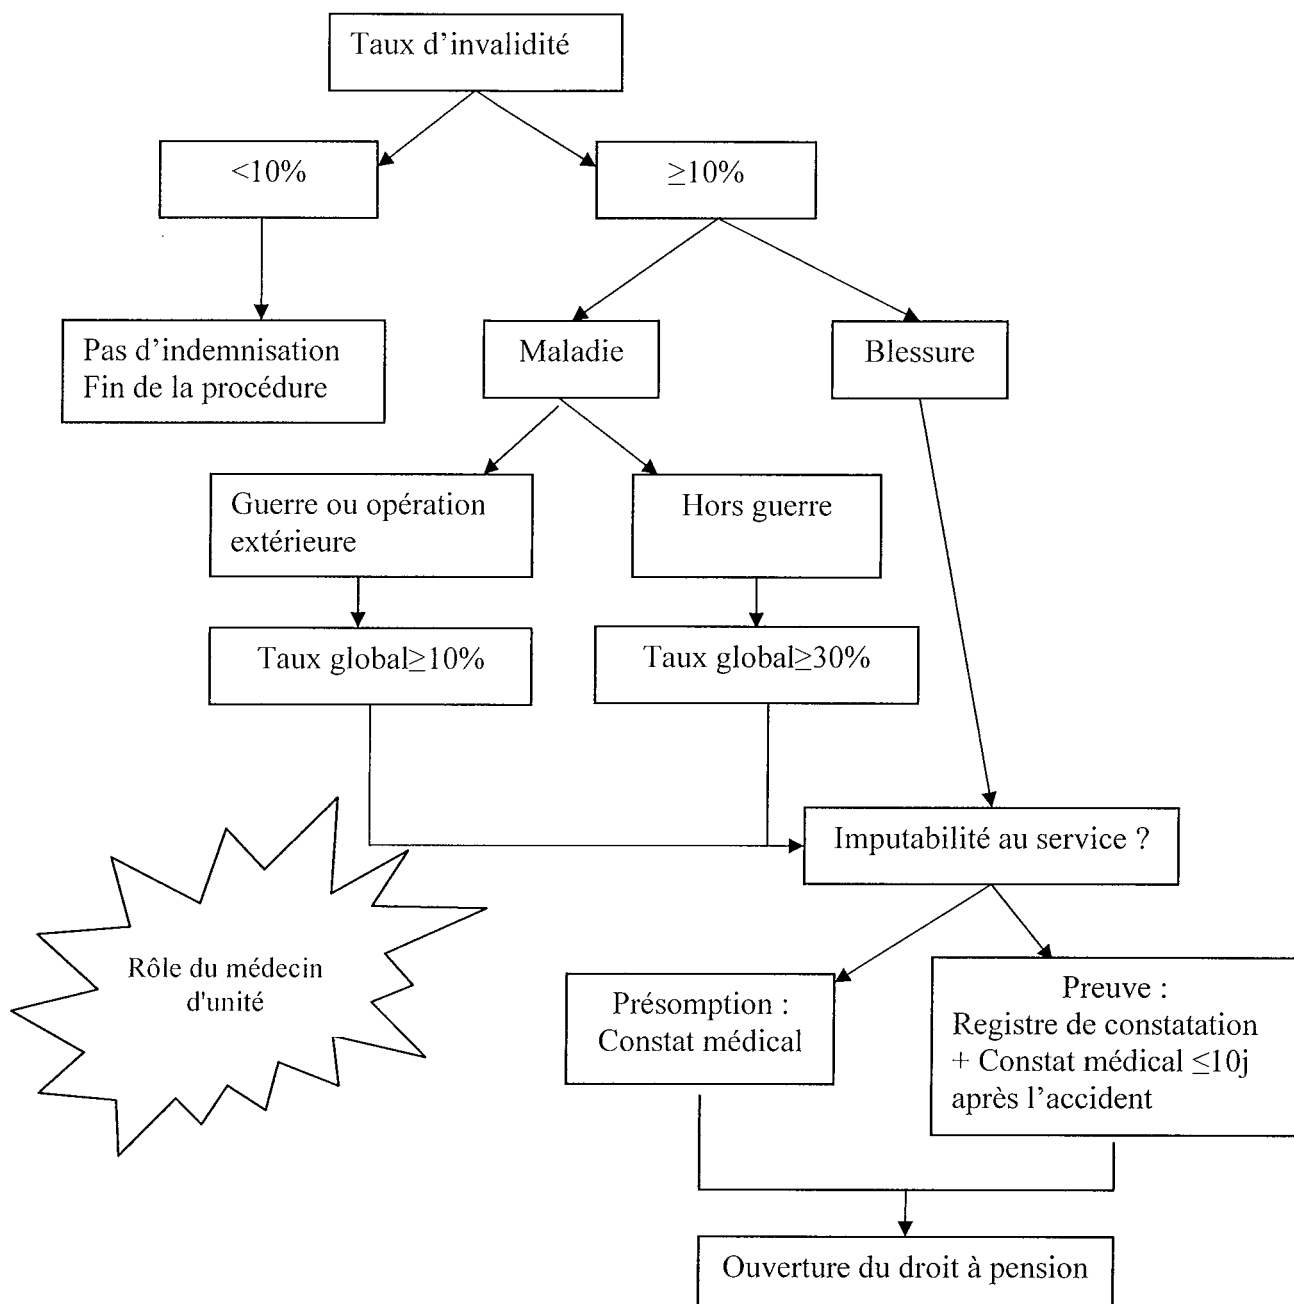 Taux d’invalidité
<10%
≥10%
Pas d’indemnisation
Fin de la procédure
Maladie
Blessure
Guerre ou opération
extérieure
Hors guerre
Taux global≥10%
Taux global≥30%
Imputabilité au service ?
Rôle du médecin
d'unité
Présomption :
Constat médical
Preuve :
Registre de constatation
+ Constat médical ≤10j
après l’accident
Ouverture du droit à pension